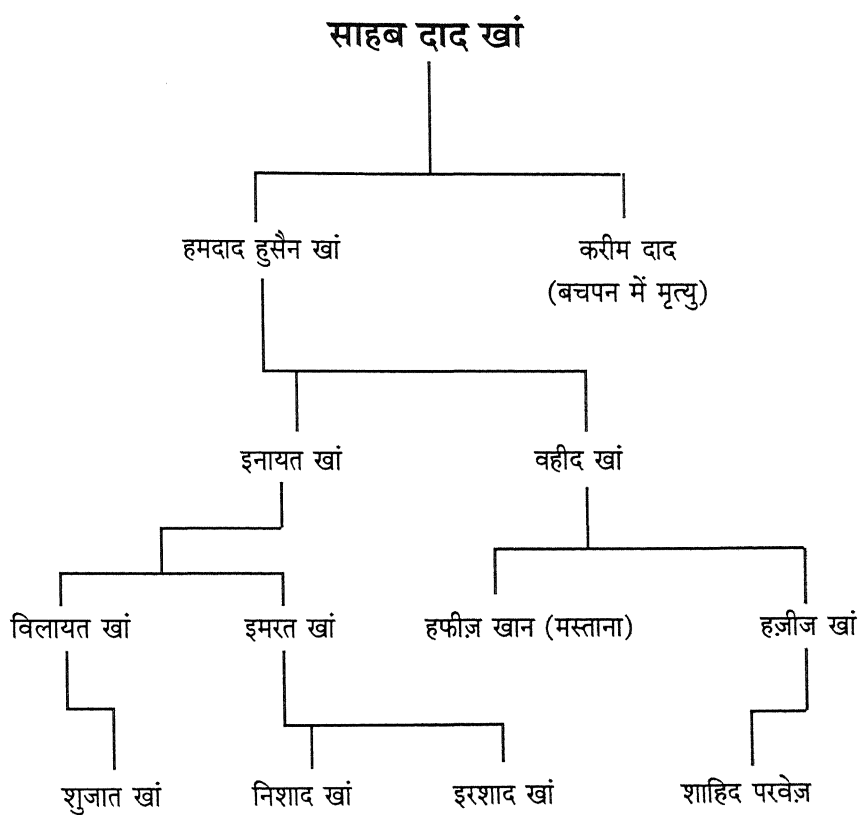 साहब दाद खां
हमदाद हुसैन खां
करीम दाद
(बचपन में मृत्यु)
इनायत खां
वहीद खां
विलायत खां
इमरत खां
हफीज़ खान (मस्ताना)
हज़ीज खां
शुजात खां
निशाद खां
इरशाद खां
शाहिद परवेज़